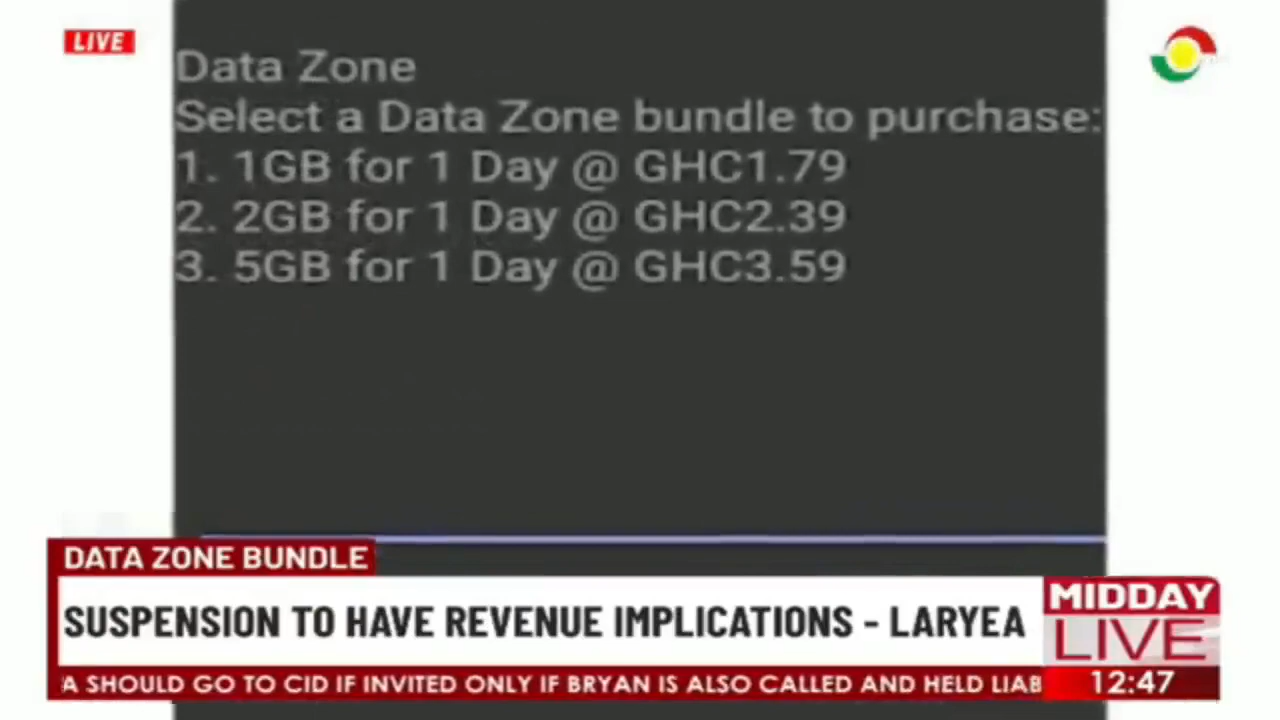 LIVE
Data Zone
Select a Data Zone bundle to purchase:
1. 1GB for 1 Day @ GHC1.79
2. 2GB for 1 Day @ GHC2.39
3. 5GB for 1 Day @ GHC3.59
DATA ZONE BUNDLE
SUSPENSION TO HAVE REVENUE IMPLICATIONS - LARYEA
MIDDAY
LIVE
A SHOULD GO TO CID IF INVITED ONLY IF BRYAN IS ALSO CALLED AND HELD LIAB
12:47